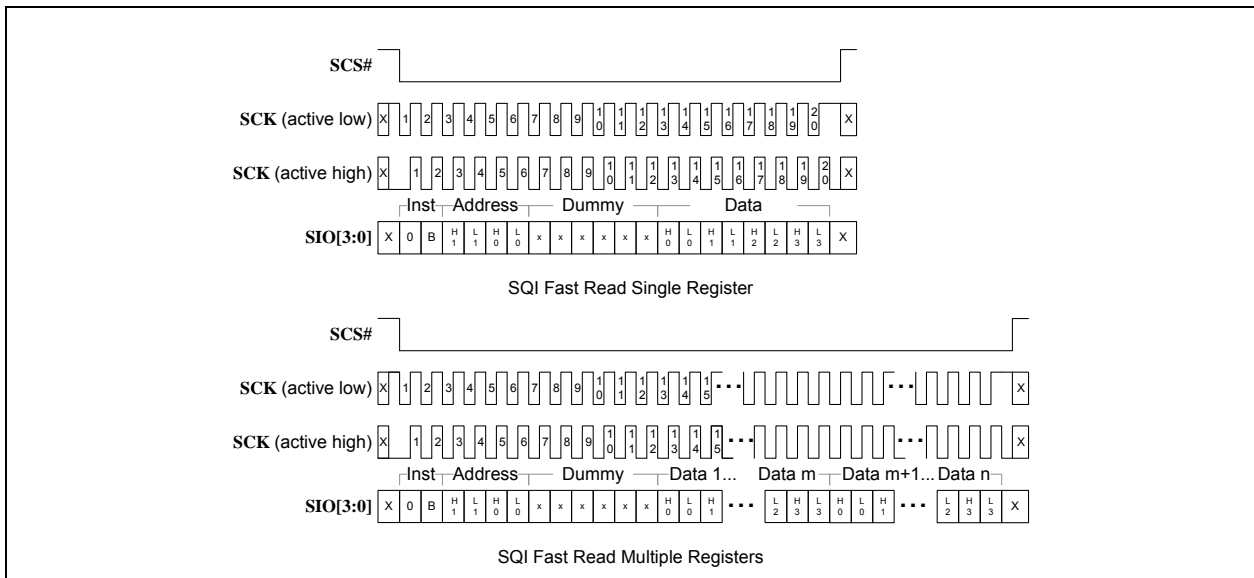 SCS#
SCK (active low) X 1 2 3 4 5 6 7 8 9 10 11 12 13 14 15 16 17 18 19 20 X
SCK (active high) X 1 2 3 4 5 6 7 8 9 10 11 12 13 14 15 16 17 18 19 20 X
Inst Address Dummy Data
SIO[3:0] X 0 B H1 L1 H0 L0 x x x x x x H0 L0 H1 L1 H2 L2 H3 L3 X
SQI Fast Read Single Register
SCS#
SCK (active low) X 1 2 3 4 5 6 7 8 9 10 11 12 13 14 15 ... ... X
SCK (active high) X 1 2 3 4 5 6 7 8 9 10 11 12 13 14 15 ... ... X
Inst Address Dummy Data 1... Data m Data m+1... Data n
SIO[3:0] X 0 B H1 L1 H0 L0 x x x x x x H0 L0 H1 ... L2 H3 L3 H0 L0 H1 ... L2 H3 L3 X
SQI Fast Read Multiple Registers